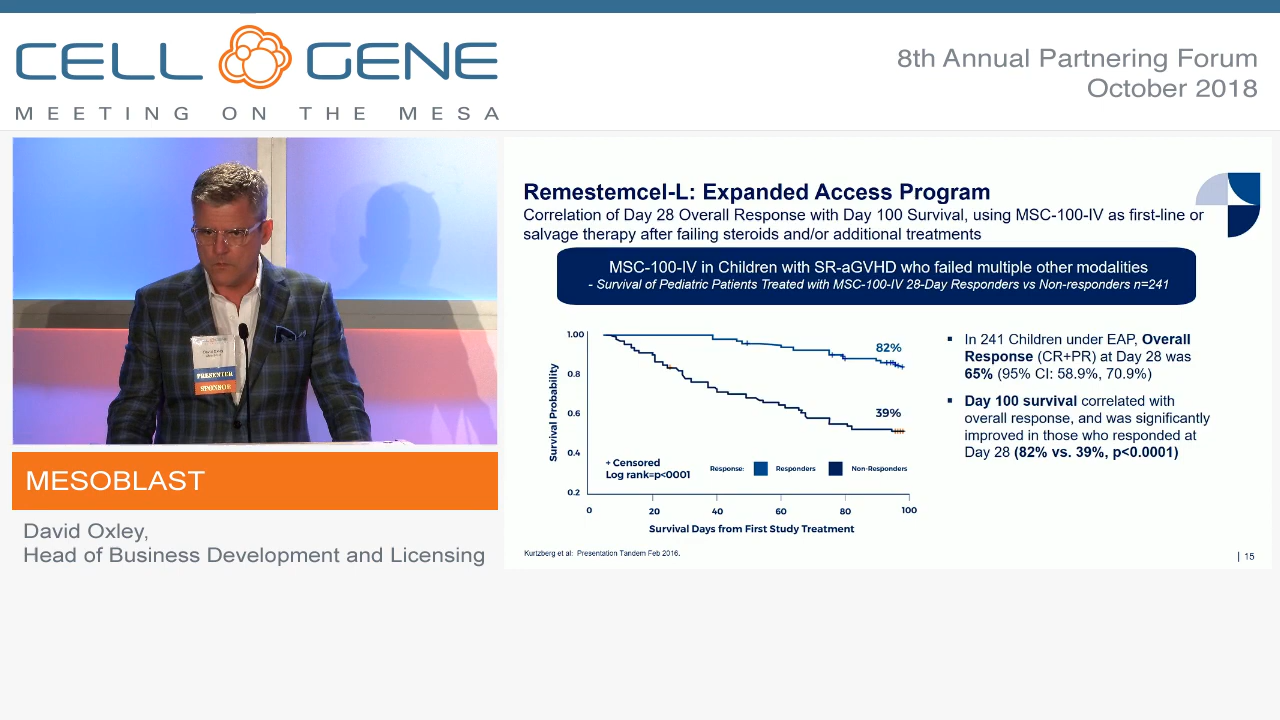 CELL GENE
MEETING ON THE MESA
8th Annual Partnering Forum
October 2018
PRESENTER
SPONSOR
MESOBLAST
David Oxley,
Head of Business Development and Licensing
Remestemcel-L: Expanded Access Program
Correlation of Day 28 Overall Response with Day 100 Survival, using MSC-100-IV as first-line or
salvage therapy after failing steroids and/or additional treatments
MSC-100-IV in Children with SR-aGVHD who failed multiple other modalities
- Survival of Pediatric Patients Treated with MSC-100-IV 28-Day Responders vs Non-responders n=241
Survival Probability
1.00
0.8
0.6
0.4
0.2
82%
39%
+ Censored
Log rank=p<0001
Response: Responders Non-Responders
0 20 40 60 80 100
Survival Days from First Study Treatment
▪ In 241 Children under EAP, Overall
Response (CR+PR) at Day 28 was
65% (95% CI: 58.9%, 70.9%)
▪ Day 100 survival correlated with
overall response, and was significantly
improved in those who responded at
Day 28 (82% vs. 39%, p<0.0001)
Kurtzberg et al: Presentation Tandem Feb 2016.
| 15